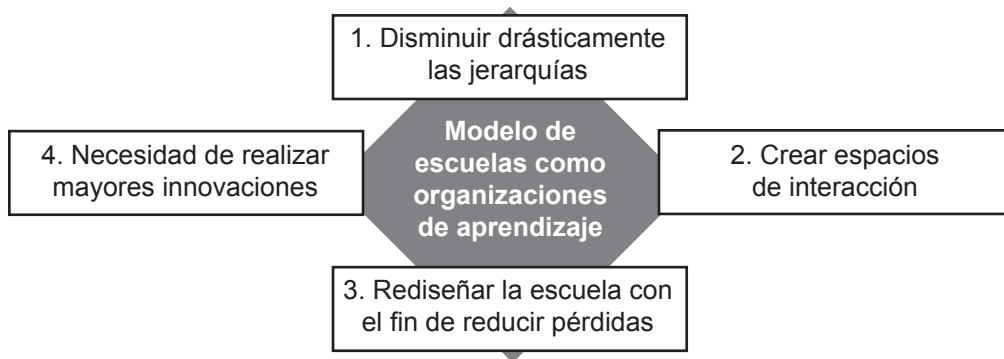 1. Disminuir drásticamente
las jerarquías
Modelo de
escuelas como
organizaciones
de aprendizaje
4. Necesidad de realizar
mayores innovaciones
2. Crear espacios
de interacción
3. Rediseñar la escuela con
el fin de reducir pérdidas